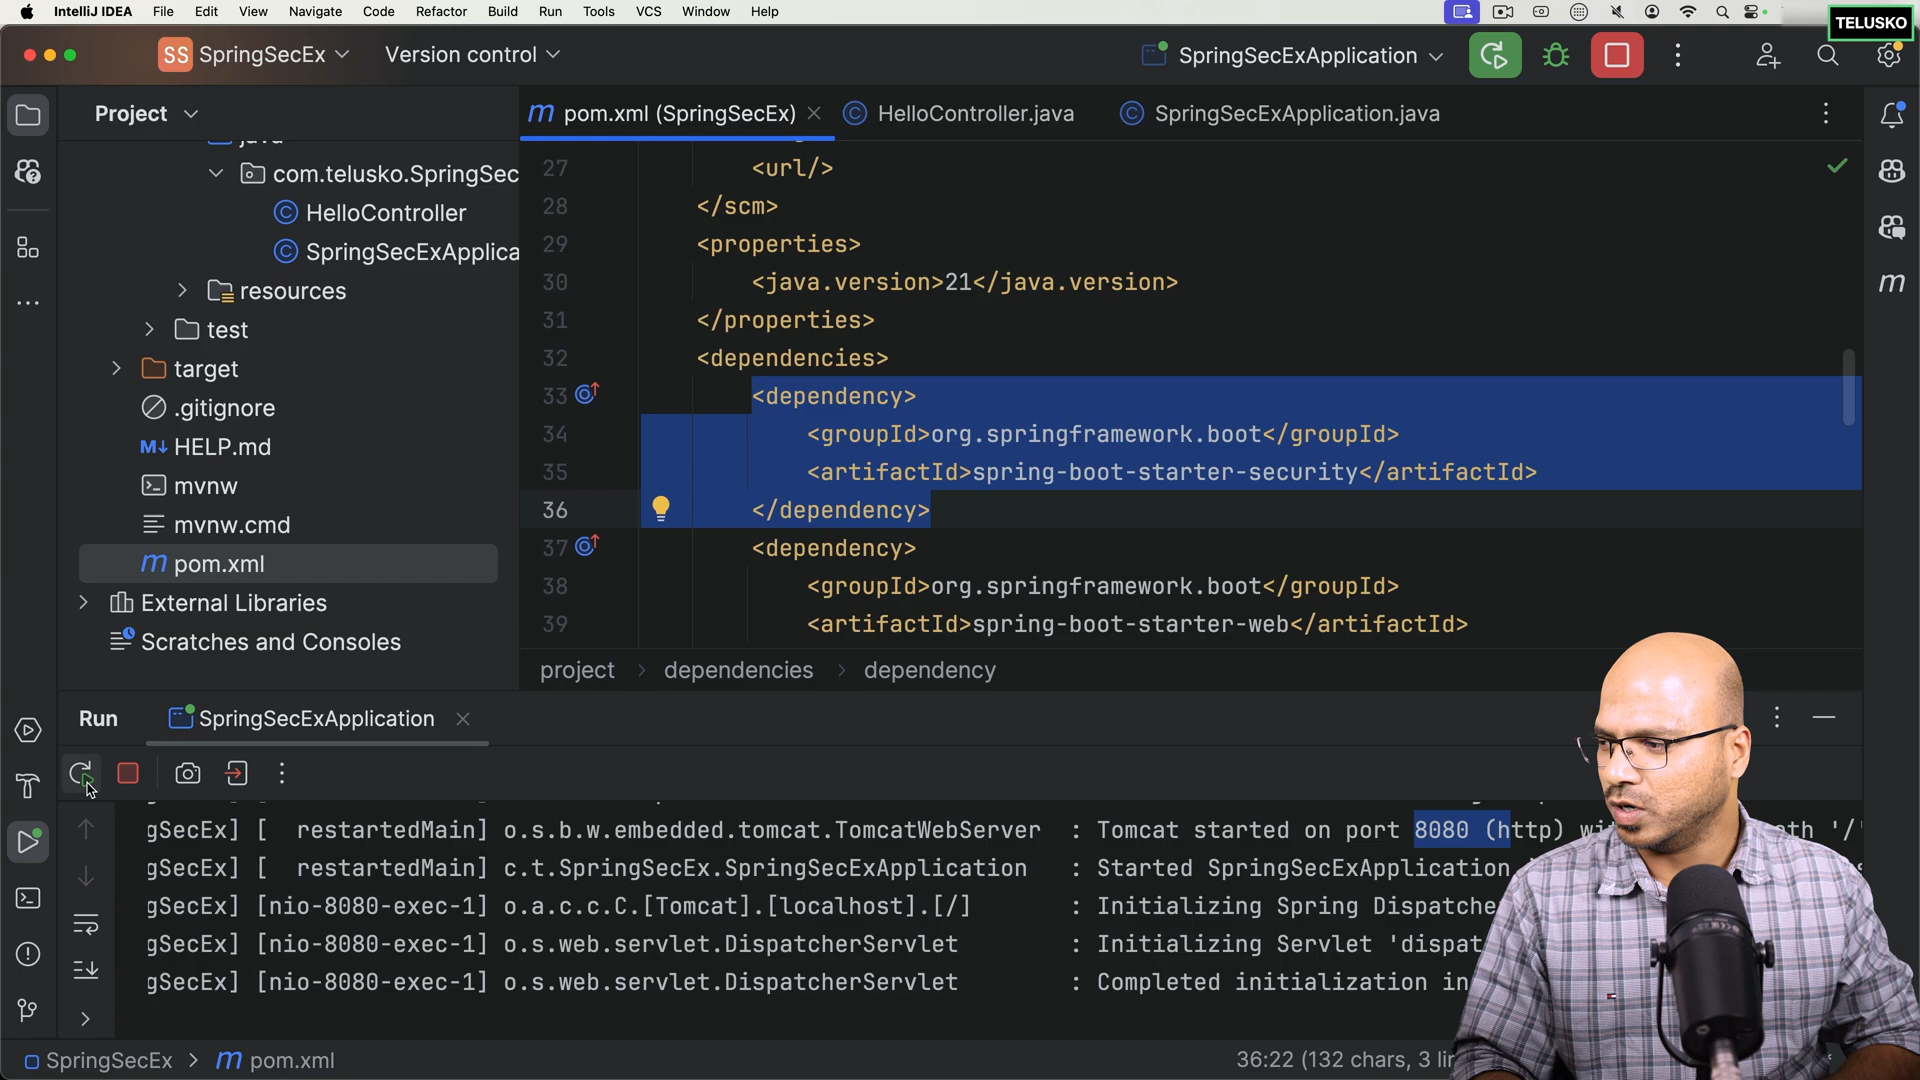 IntelliJ IDEA File Edit View Navigate Code Refactor Build Run Tools VCS Window Help
TELUSKO
SS SpringSecEx Version control SpringSecExApplication
Project
pom.xml (SpringSecEx) HelloController.java SpringSecExApplication.java
java
com.telusko.SpringSec
HelloController
SpringSecExApplica
resources
test
target
.gitignore
M↓ HELP.md
mvnw
mvnw.cmd
m pom.xml
External Libraries
Scratches and Consoles
27 <url/>
28 </scm>
29 <properties>
30 <java.version>21</java.version>
31 </properties>
32 <dependencies>
33 <dependency>
34 <groupId>org.springframework.boot</groupId>
35 <artifactId>spring-boot-starter-security</artifactId>
36 </dependency>
37 <dependency>
38 <groupId>org.springframework.boot</groupId>
39 <artifactId>spring-boot-starter-web</artifactId>
project > dependencies > dependency
Run SpringSecExApplication
gSecEx] [ restartedMain] o.s.b.w.embedded.tomcat.TomcatWebServer : Tomcat started on port 8080 (http) wi th '/'
gSecEx] [ restartedMain] c.t.SpringSecEx.SpringSecExApplication : Started SpringSecExApplication
gSecEx] [nio-8080-exec-1] o.a.c.c.C.[Tomcat].[localhost].[/] : Initializing Spring Dispatche
gSecEx] [nio-8080-exec-1] o.s.web.servlet.DispatcherServlet : Initializing Servlet 'dispat
gSecEx] [nio-8080-exec-1] o.s.web.servlet.DispatcherServlet : Completed initialization in
SpringSecEx > m pom.xml
36:22 (132 chars, 3 li